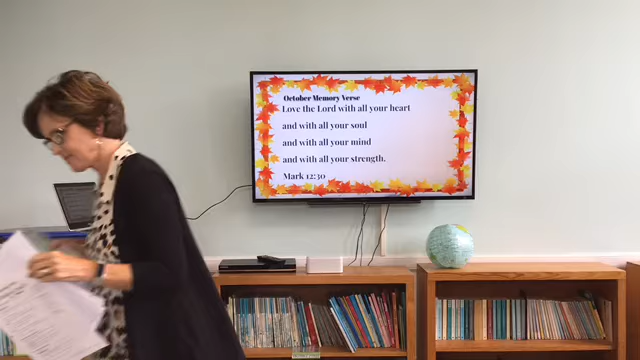 October Memory Verse
Love the Lord with all your heart
and with all your soul
and with all your mind
and with all your strength.
Mark 12:30